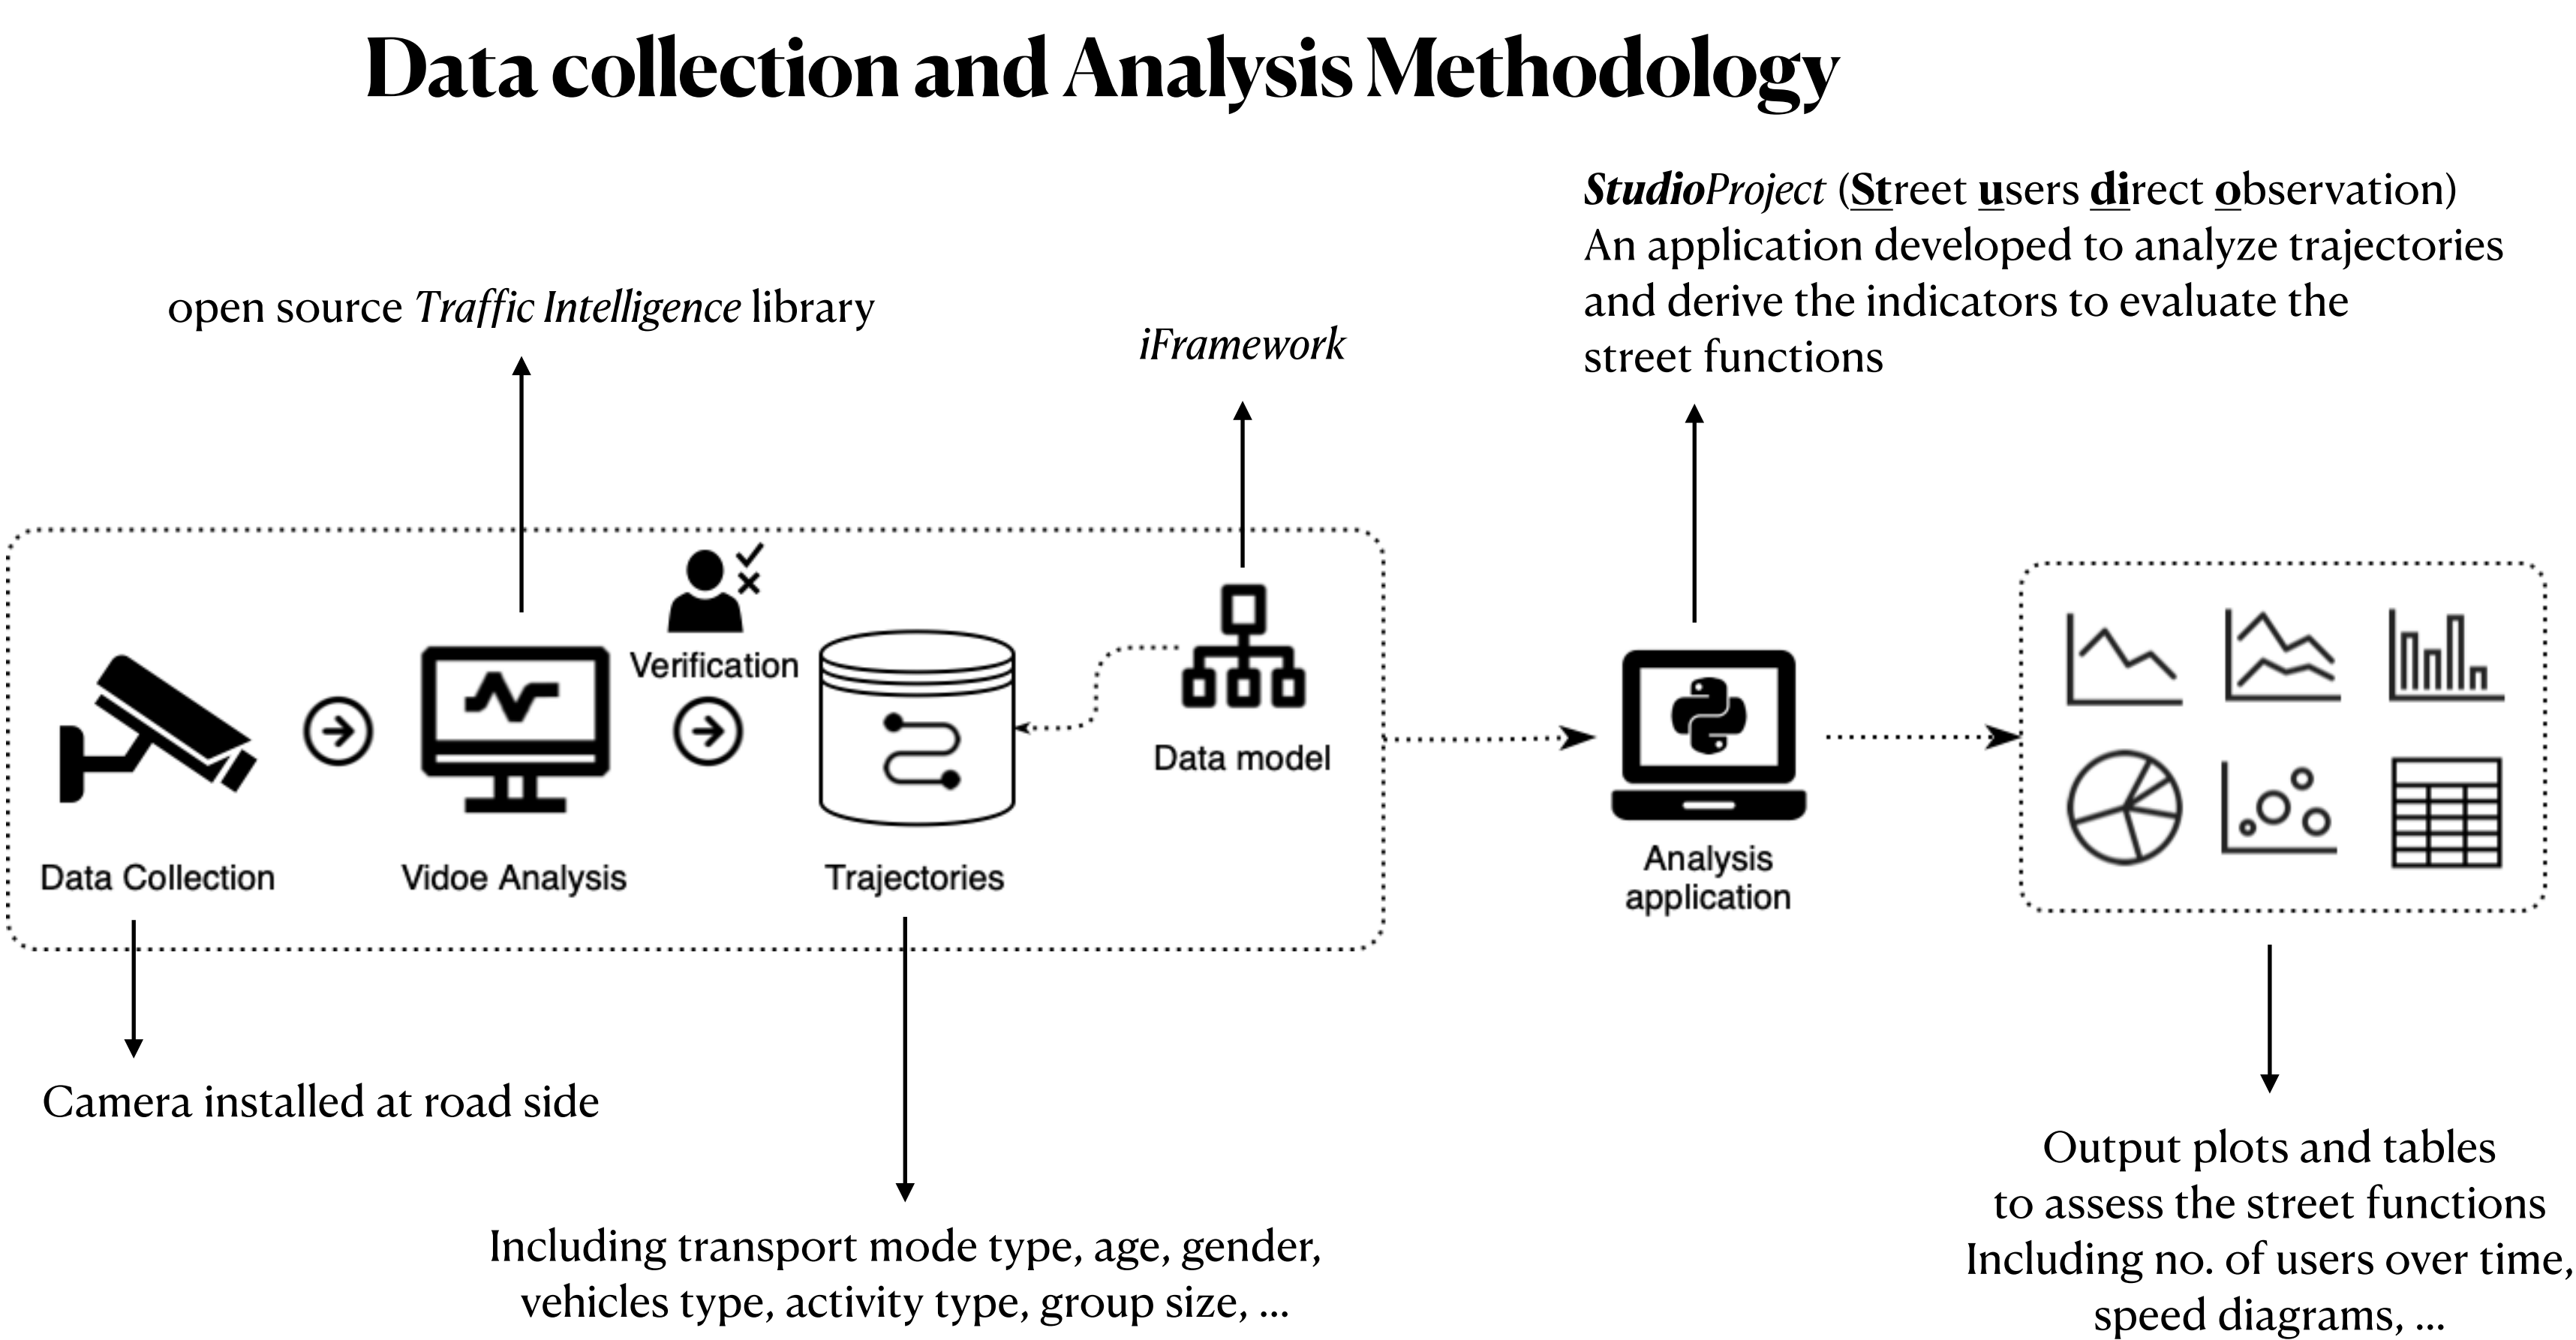 Data collection and Analysis Methodology
StudioProject (Street users direct observation)
An application developed to analyze trajectories
and derive the indicators to evaluate the
street functions
open source Traffic Intelligence library
iFramework
Verification
Data model
Data Collection
Vidoe Analysis
Trajectories
Analysis
application
Camera installed at road side
Including transport mode type, age, gender,
vehicles type, activity type, group size, ...
Output plots and tables
to assess the street functions
Including no. of users over time,
speed diagrams, ...